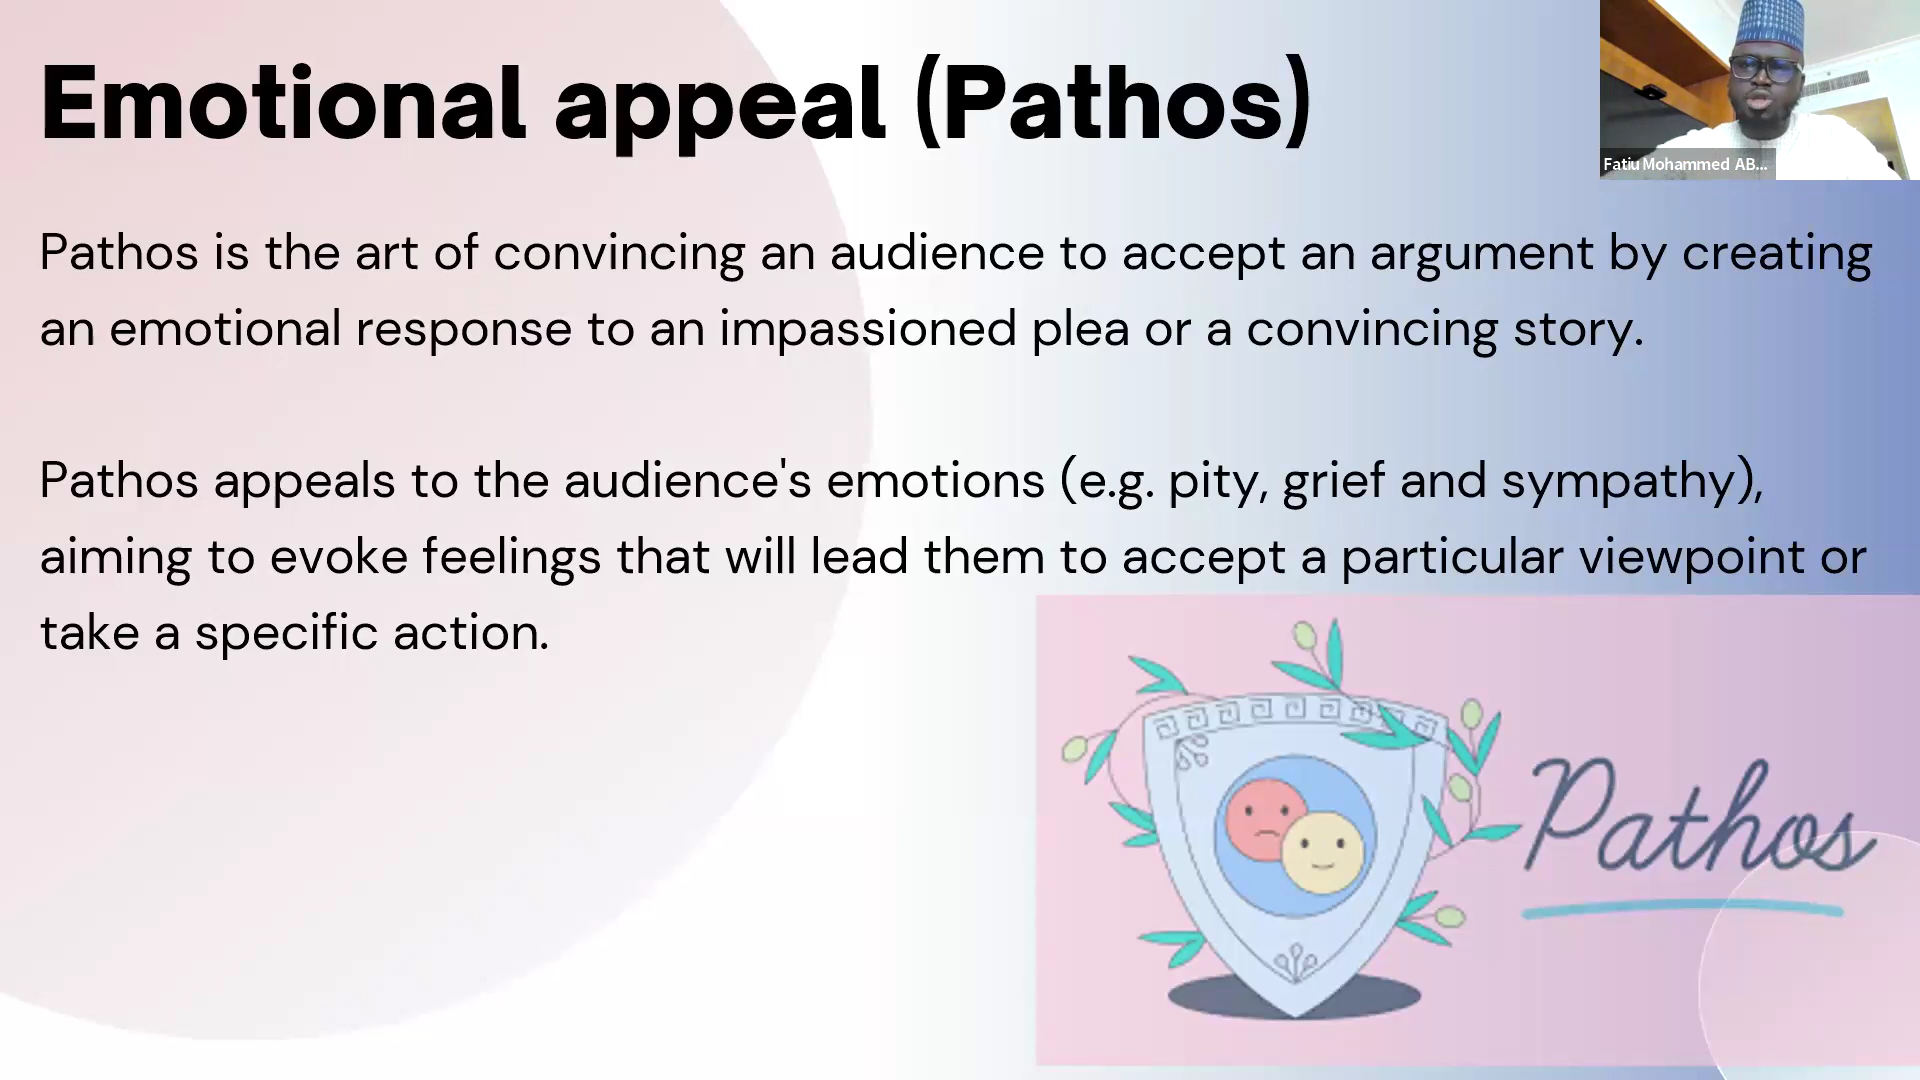 Emotional appeal (Pathos)
Fatiu Mohammed AB...
Pathos is the art of convincing an audience to accept an argument by creating
an emotional response to an impassioned plea or a convincing story.
Pathos appeals to the audience's emotions (e.g. pity, grief and sympathy),
aiming to evoke feelings that will lead them to accept a particular viewpoint or
take a specific action.
Pathos